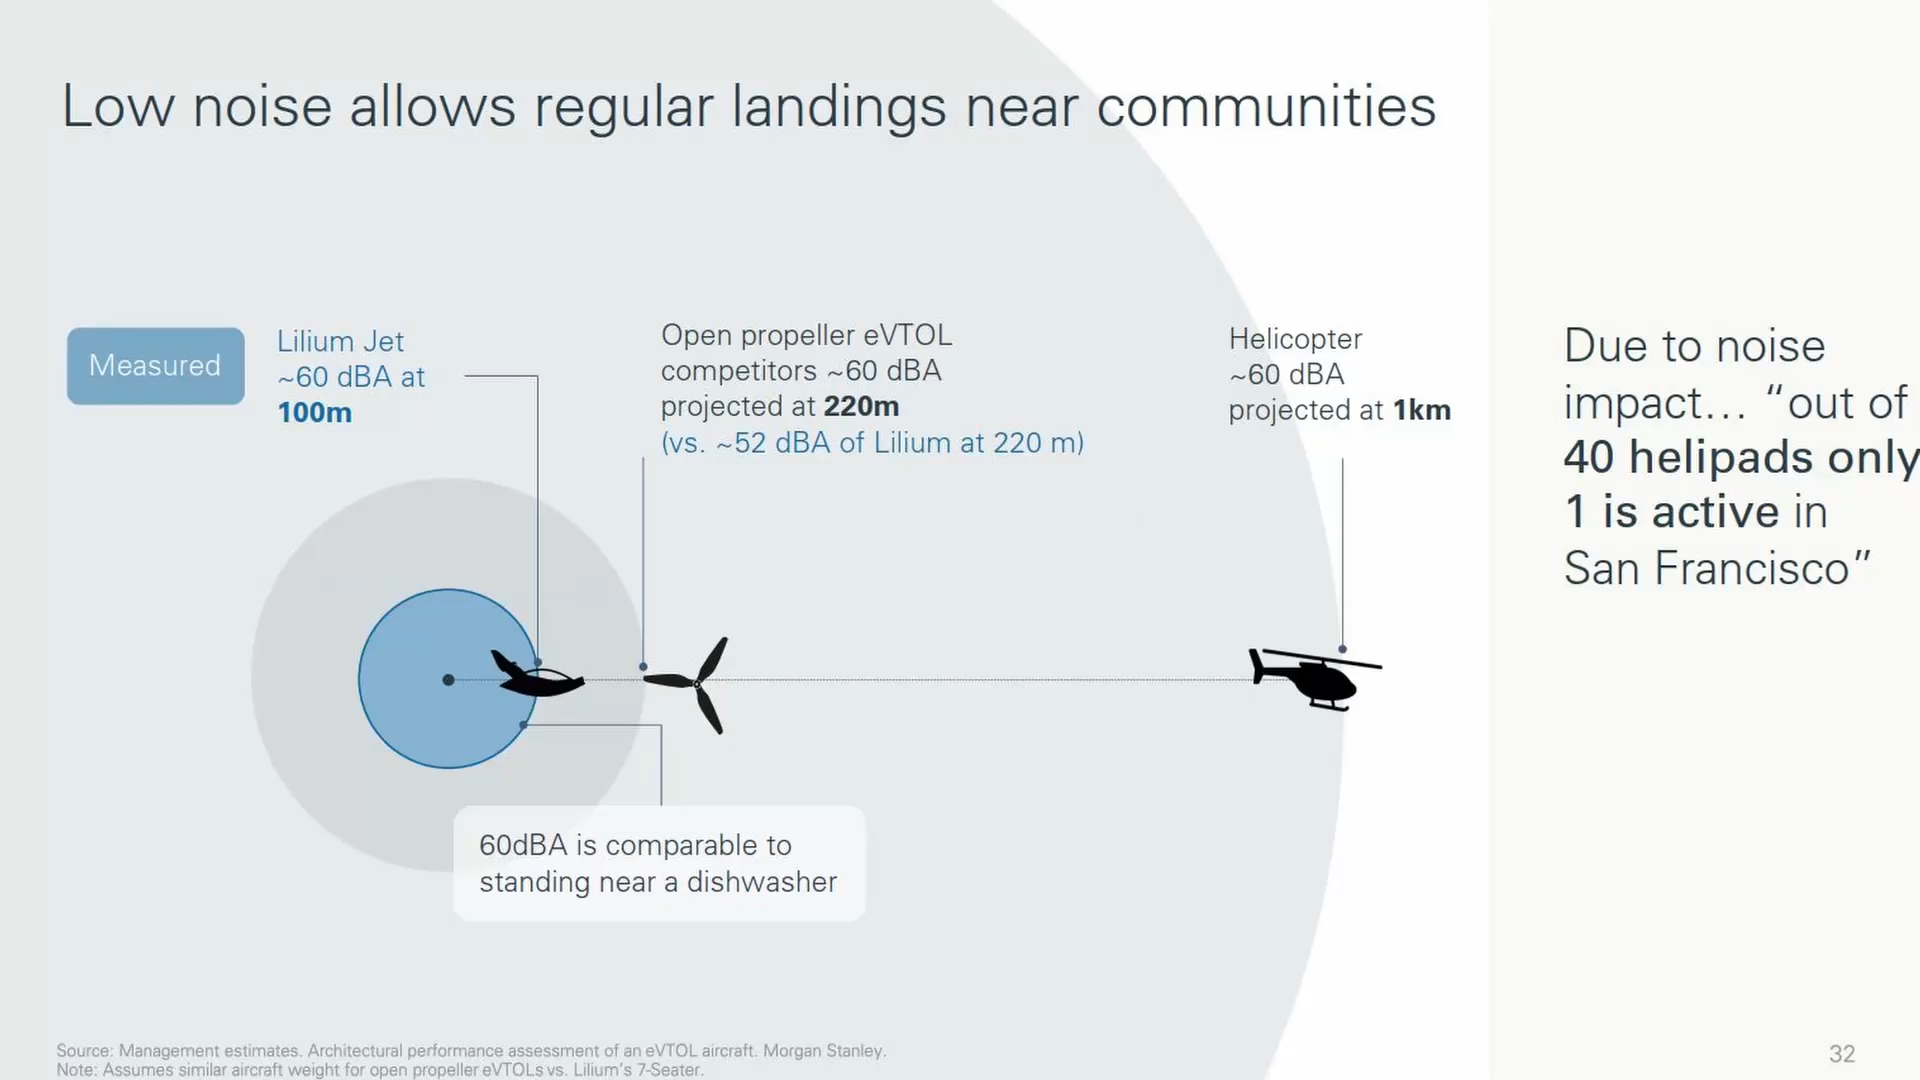 Low noise allows regular landings near communities
Measured
Lilium Jet
~60 dBA at
100m
Open propeller eVTOL
competitors ~60 dBA
projected at 220m
(vs. ~52 dBA of Lilium at 220 m)
Helicopter
~60 dBA
projected at 1km
Due to noise
impact… “out of
40 helipads only
1 is active in
San Francisco”
60dBA is comparable to
standing near a dishwasher
Source: Management estimates. Architectural performance assessment of an eVTOL aircraft. Morgan Stanley.
Note: Assumes similar aircraft weight for open propeller eVTOLs vs. Lilium's 7-Seater.
32